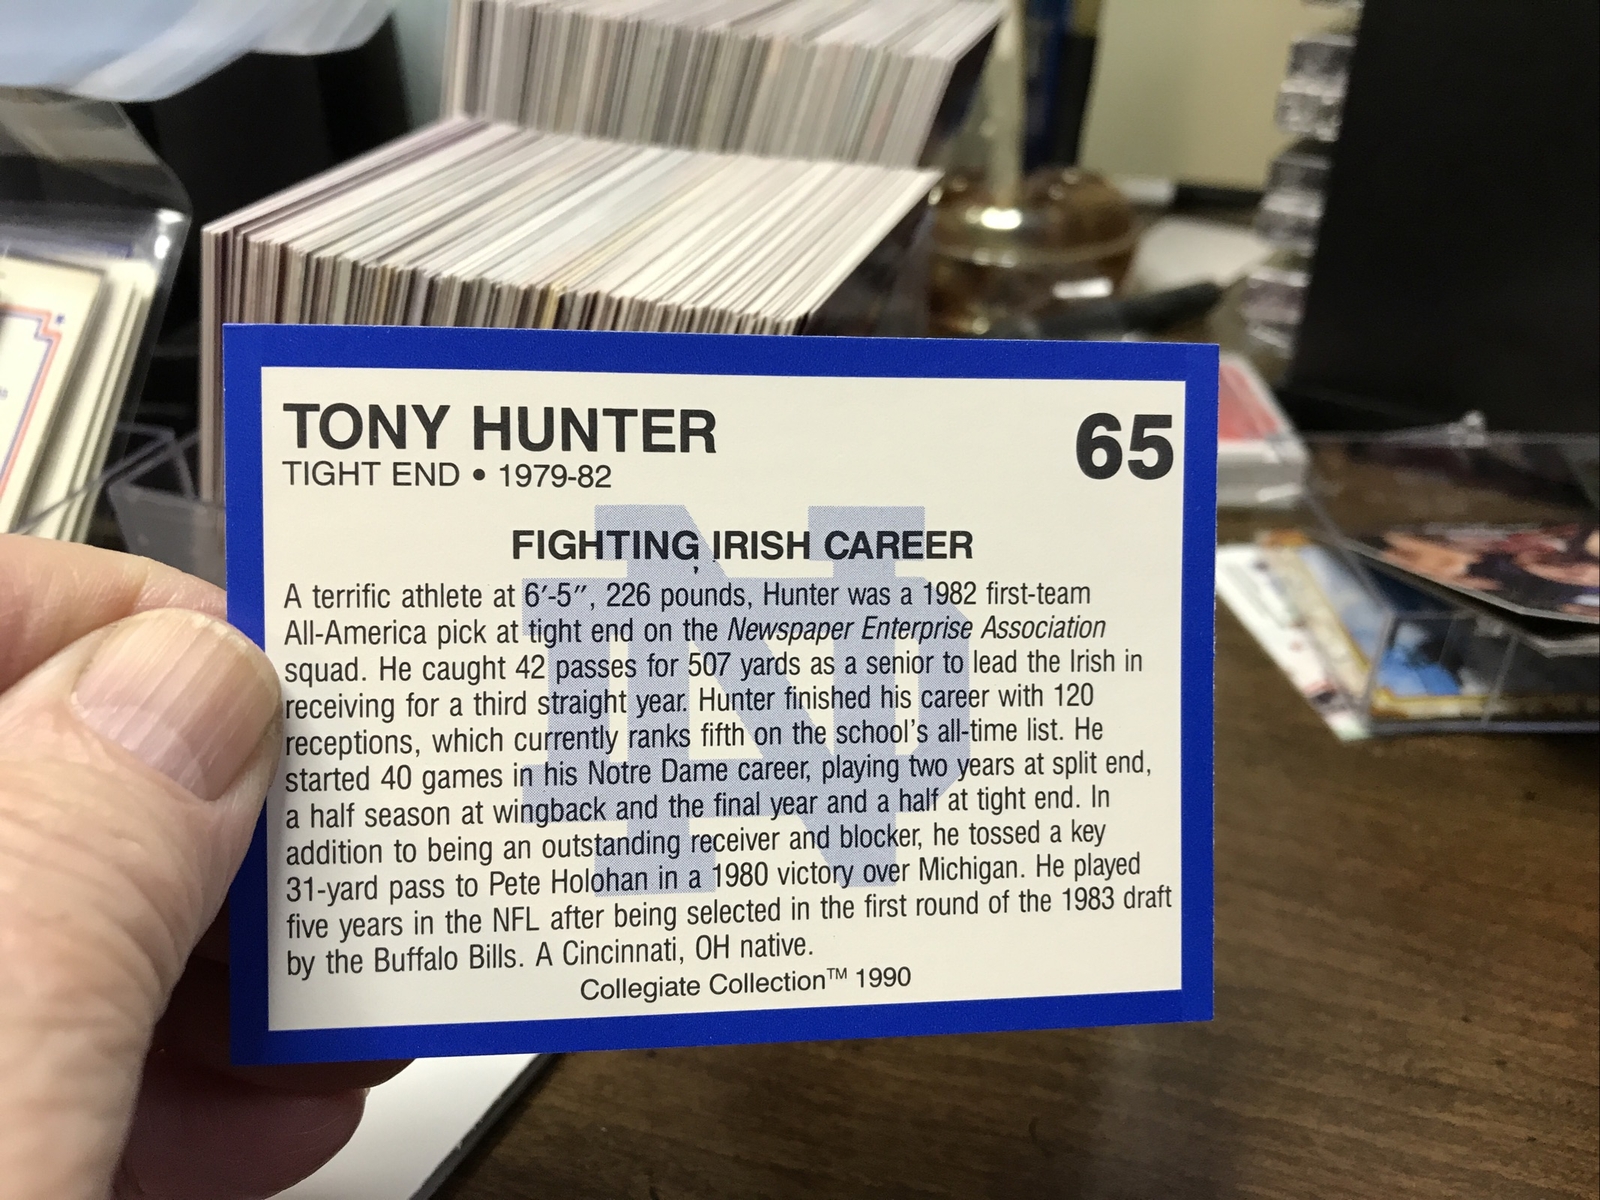 TONY HUNTER
65
TIGHT END • 1979-82
FIGHTING IRISH CAREER
A terrific athlete at 6′-5″, 226 pounds, Hunter was a 1982 first-team
All-America pick at tight end on the Newspaper Enterprise Association
squad. He caught 42 passes for 507 yards as a senior to lead the Irish in
receiving for a third straight year. Hunter finished his career with 120
receptions, which currently ranks fifth on the school's all-time list. He
started 40 games in his Notre Dame career, playing two years at split end,
a half season at wingback and the final year and a half at tight end. In
addition to being an outstanding receiver and blocker, he tossed a key
31-yard pass to Pete Holohan in a 1980 victory over Michigan. He played
five years in the NFL after being selected in the first round of the 1983 draft
by the Buffalo Bills. A Cincinnati, OH native.
Collegiate Collection™ 1990